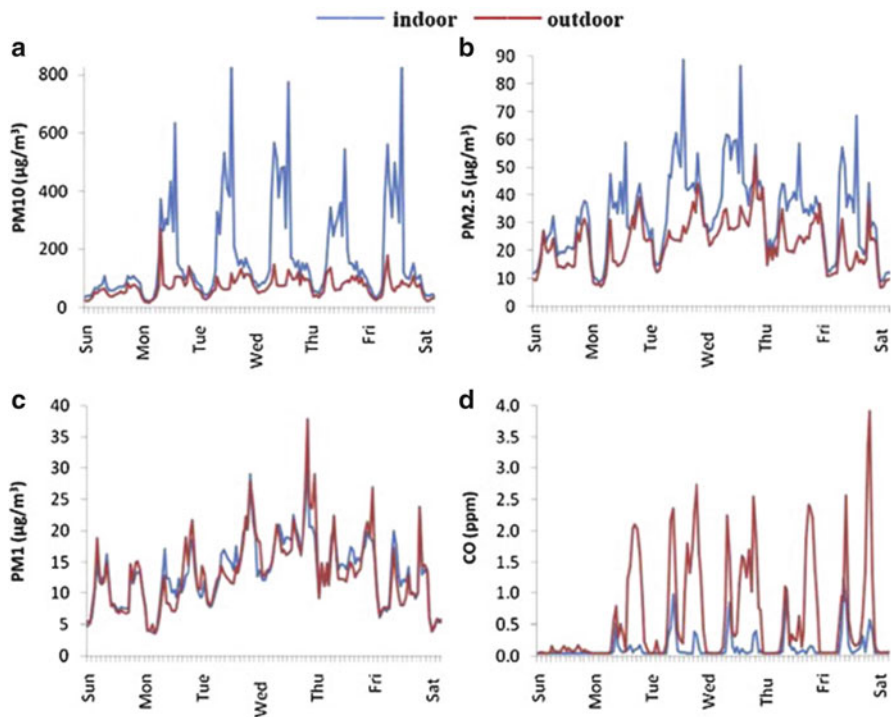 indoor outdoor
a
PM10 (µg/m³)
800
600
400
200
0
Sun Mon Tue Wed Thu Fri Sat
b
PM2.5 (µg/m³)
90
80
70
60
50
40
30
20
10
0
Sun Mon Tue Wed Thu Fri Sat
c
PM1 (µg/m³)
40
35
30
25
20
15
10
5
0
Sun Mon Tue Wed Thu Fri Sat
d
CO (ppm)
4.0
3.5
3.0
2.5
2.0
1.5
1.0
0.5
0.0
Sun Mon Tue Wed Thu Fri Sat